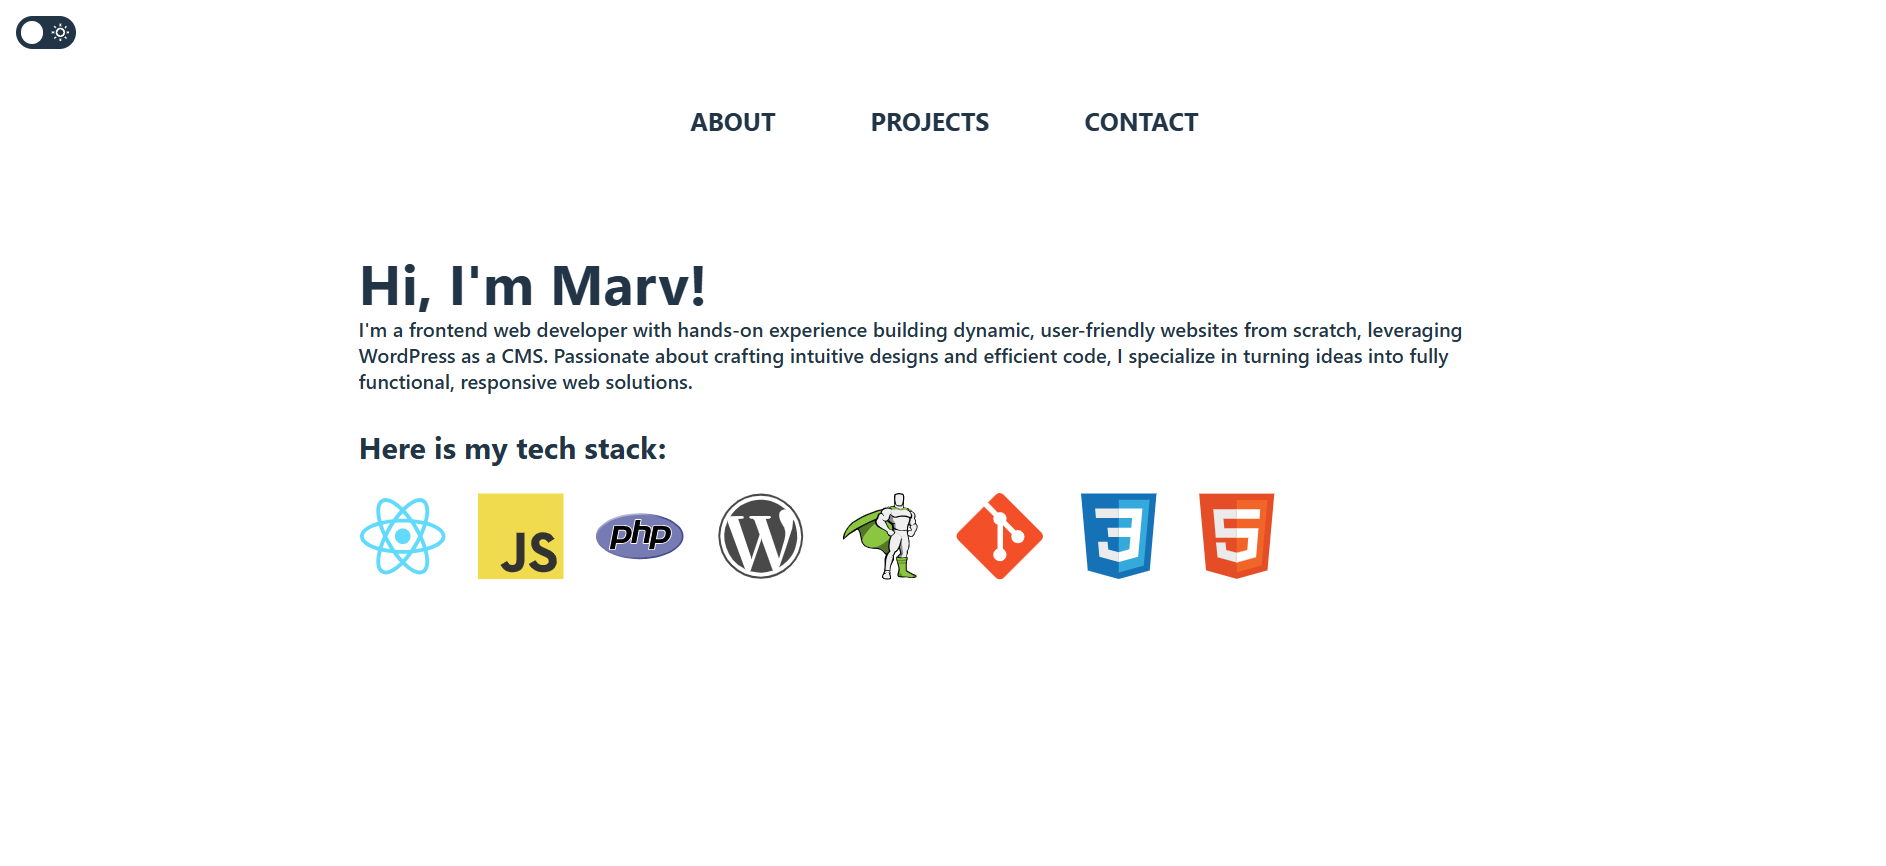 ABOUT PROJECTS CONTACT
Hi, I'm Marv!
I'm a frontend web developer with hands-on experience building dynamic, user-friendly websites from scratch, leveraging
WordPress as a CMS. Passionate about crafting intuitive designs and efficient code, I specialize in turning ideas into fully
functional, responsive web solutions.
Here is my tech stack:
JS php W 3 5